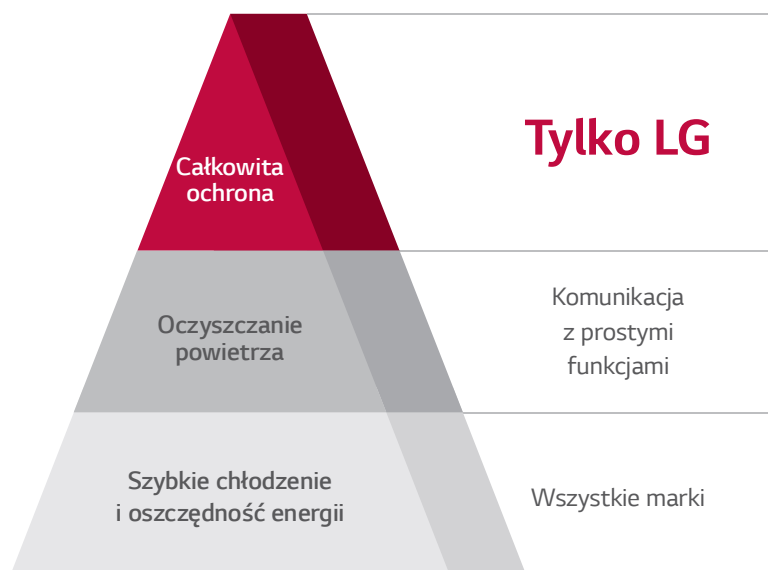 Całkowita
ochrona
Tylko LG
Oczyszczanie
powietrza
Komunikacja
z prostymi
funkcjami
Szybkie chłodzenie
i oszczędność energii
Wszystkie marki